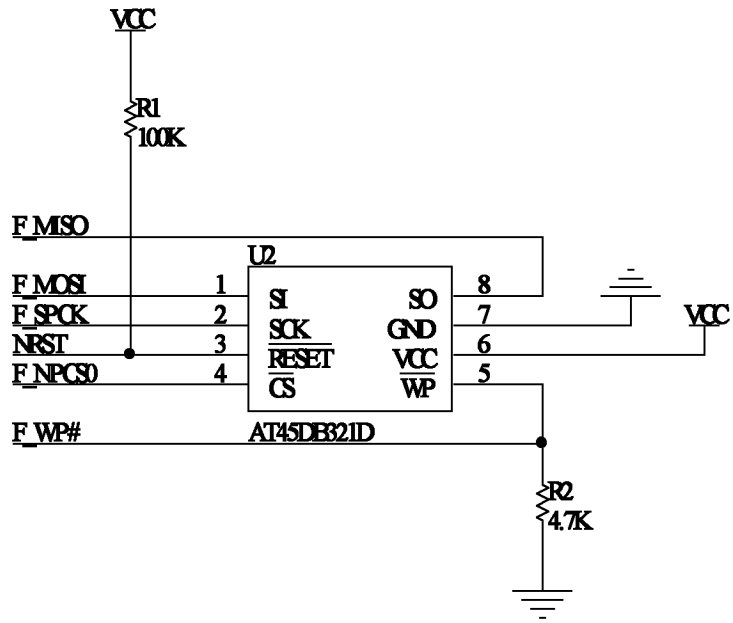 VCC
R1
100K
F_MISO
U2
F_MOSI 1 SI SO 8
F_SPCK 2 SCK GND 7 VCC
NRST 3 RESET VCC 6
F_NPCS0 4 CS WP 5
F_WP# AT45DB321D
R2
4.7K